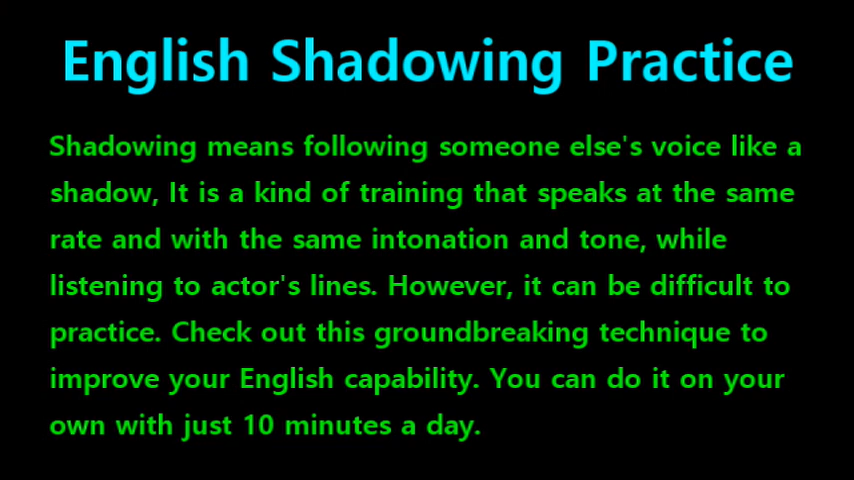 English Shadowing Practice
Shadowing means following someone else's voice like a
shadow, It is a kind of training that speaks at the same
rate and with the same intonation and tone, while
listening to actor's lines. However, it can be difficult to
practice. Check out this groundbreaking technique to
improve your English capability. You can do it on your
own with just 10 minutes a day.